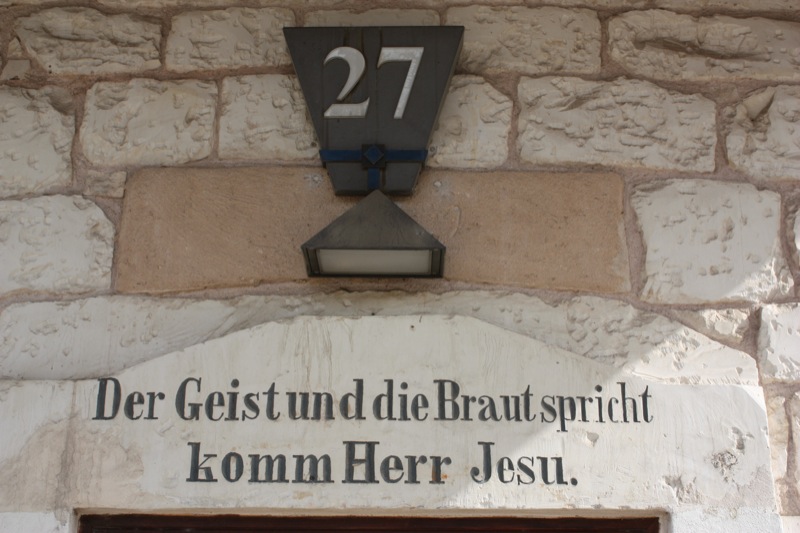 27
Der Geist und die Braut spricht
komm Herr Jesu.